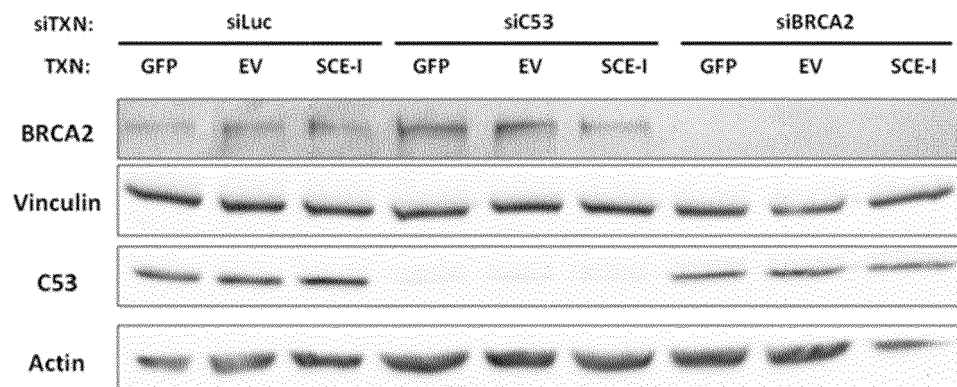 siTXN: siLuc siC53 siBRCA2
TXN: GFP EV SCE-I GFP EV SCE-I GFP EV SCE-I
BRCA2
Vinculin
C53
Actin